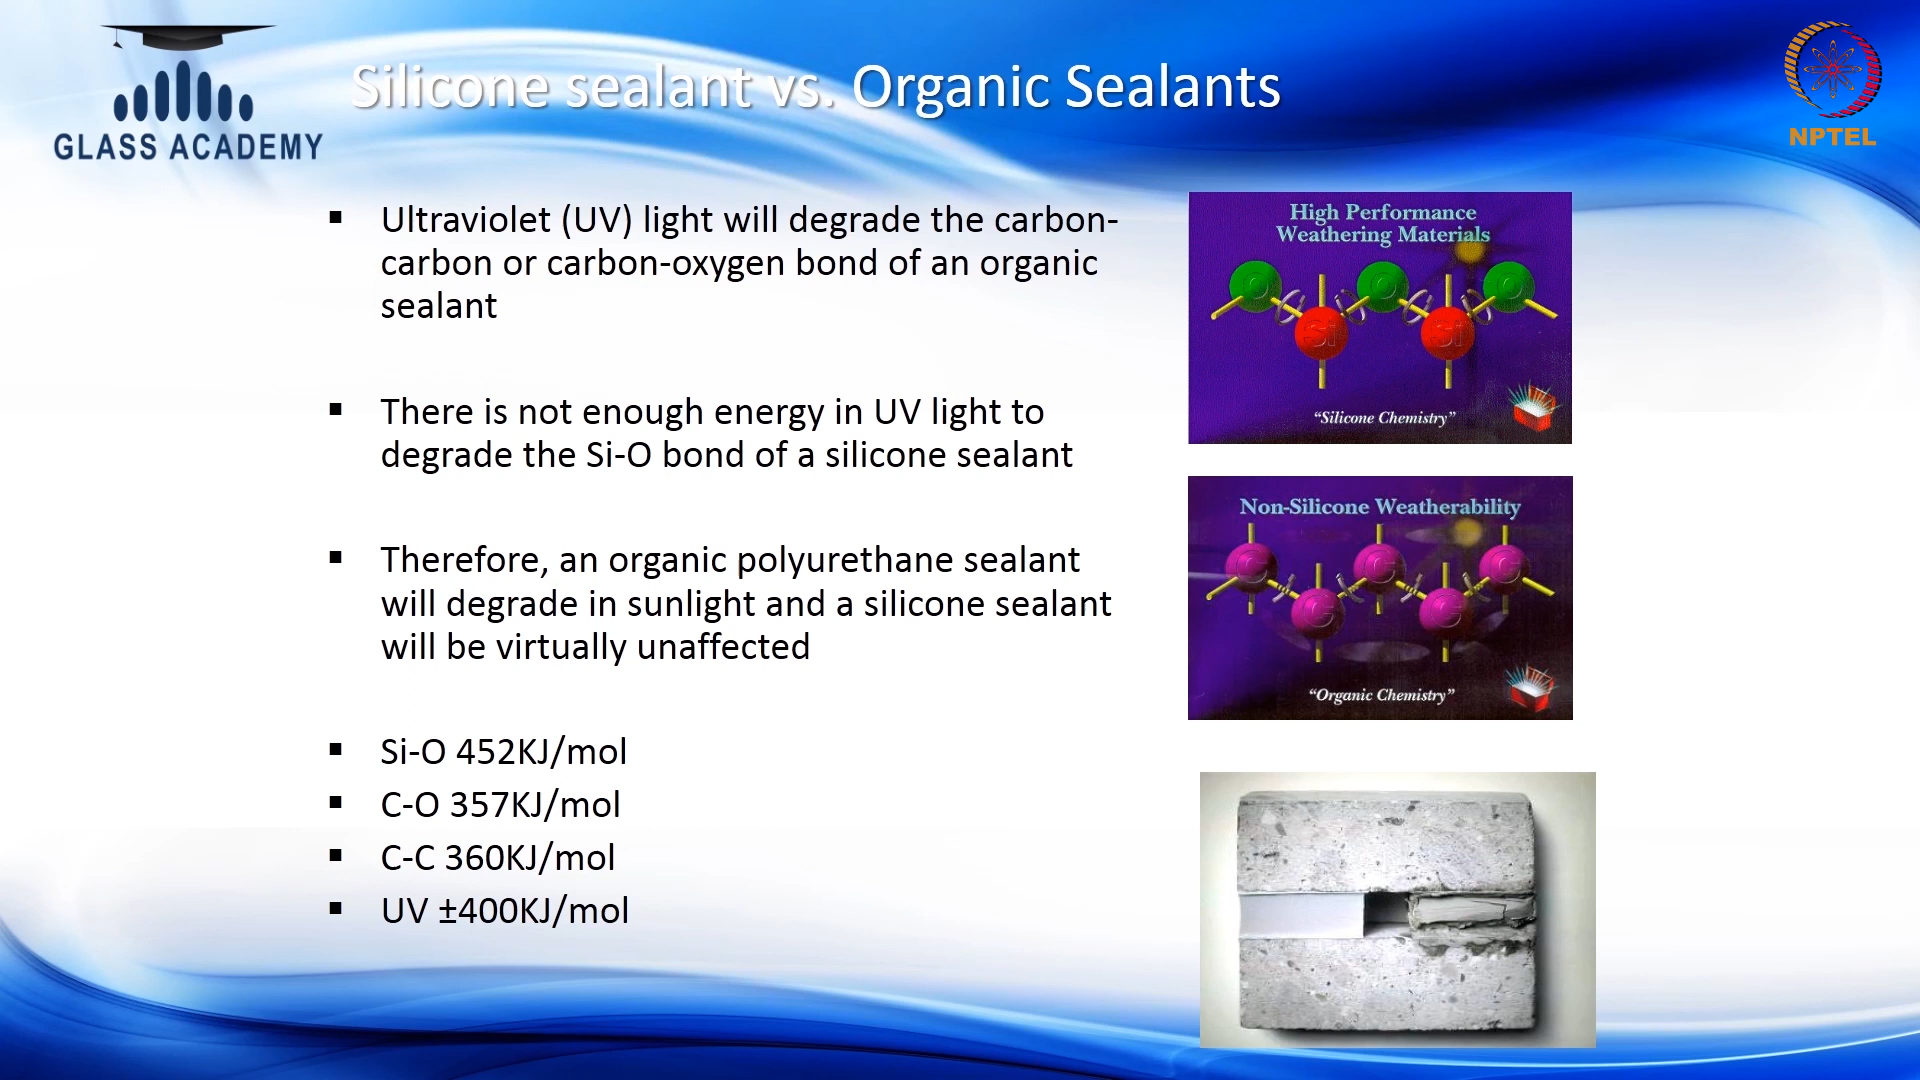 GLASS ACADEMY
Silicone sealant vs. Organic Sealants
NPTEL
▪ Ultraviolet (UV) light will degrade the carbon-
carbon or carbon-oxygen bond of an organic
sealant
▪ There is not enough energy in UV light to
degrade the Si-O bond of a silicone sealant
▪ Therefore, an organic polyurethane sealant
will degrade in sunlight and a silicone sealant
will be virtually unaffected
▪ Si-O 452KJ/mol
▪ C-O 357KJ/mol
▪ C-C 360KJ/mol
▪ UV ±400KJ/mol
High Performance
Weathering Materials
O O O
Si Si
“Silicone Chemistry”
Non-Silicone Weatherability
C C C
C C
“Organic Chemistry”